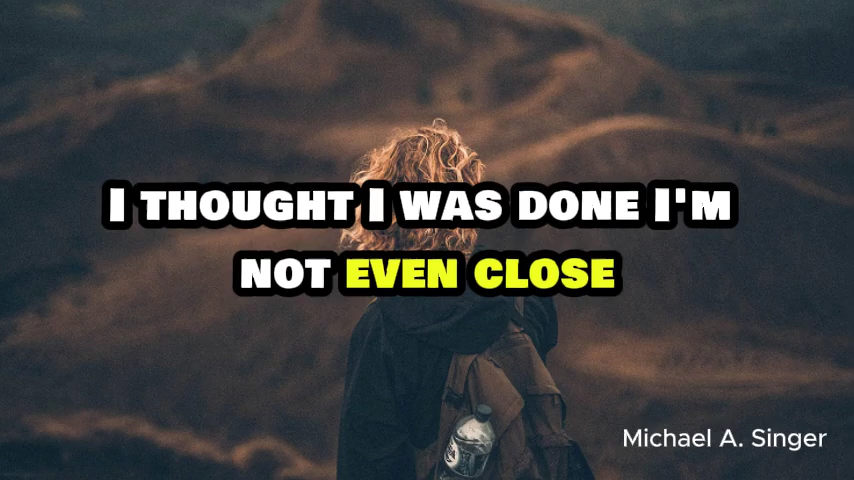 I THOUGHT I WAS DONE I'M
NOT EVEN CLOSE
Michael A. Singer